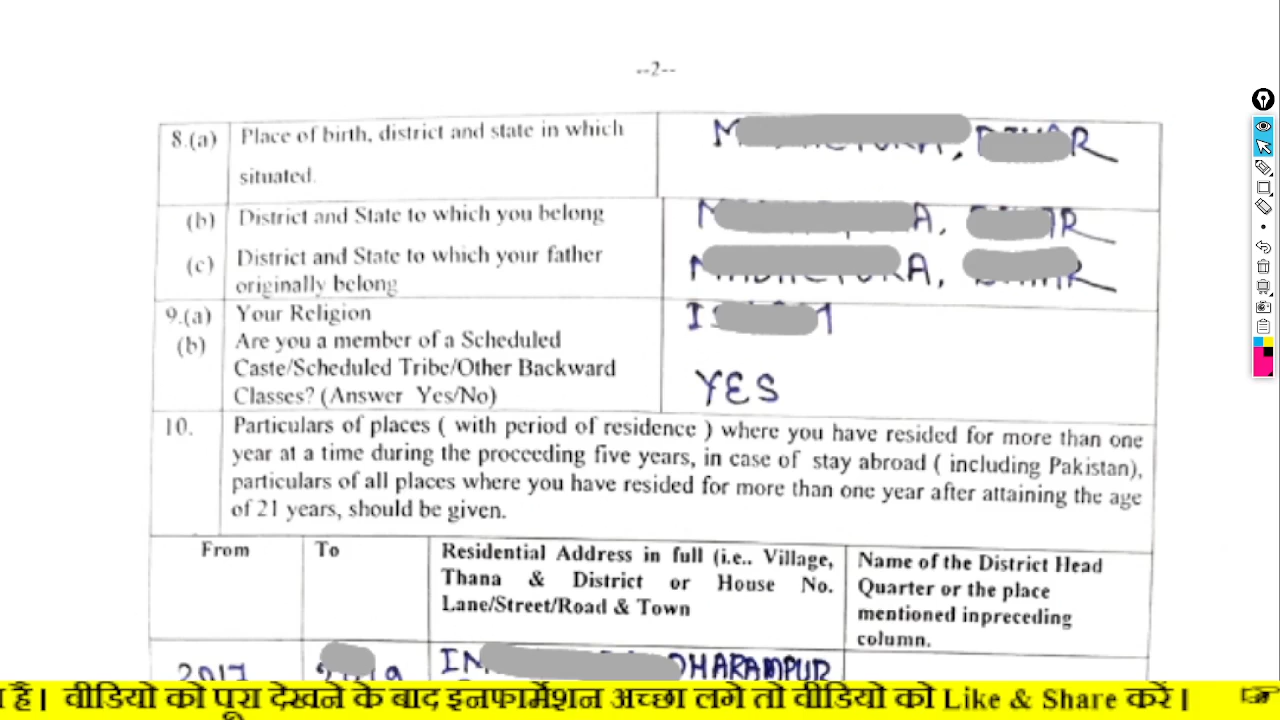 --2--
8.(a) Place of birth, district and state in which
situated.
(b) District and State to which you belong
(c) District and State to which your father
originally belong
9.(a) Your Religion
(b) Are you a member of a Scheduled
Caste/Scheduled Tribe/Other Backward
Classes? (Answer Yes/No)
YES
10. Particulars of places ( with period of residence ) where you have resided for more than one
year at a time during the proceeding five years, in case of stay abroad ( including Pakistan),
particulars of all places where you have resided for more than one year after attaining the age
of 21 years, should be given.
From
To
Residential Address in full (i.e.. Village,
Thana & District or House No.
Lane/Street/Road & Town
Name of the District Head
Quarter or the place
mentioned inpreceding
column.
2017
DHARAMPUR
है। वीडियो को पूरा देखने के बाद इनफार्मेशन अच्छा लगे तो वीडियो को Like & Share करें।